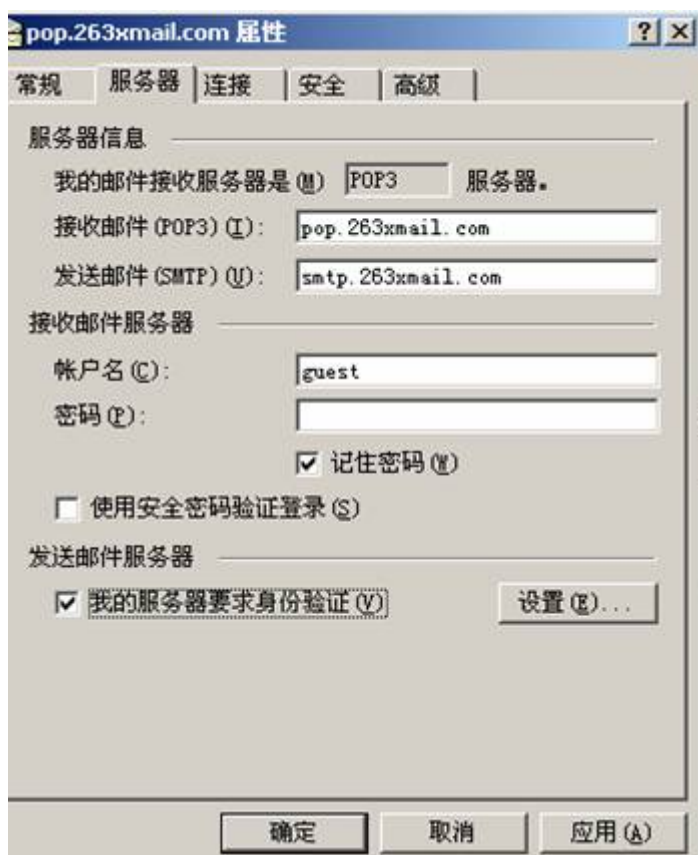 pop.263xmail.com 属性
常规 服务器 连接 安全 高级
服务器信息
我的邮件接收服务器是(M) POP3 服务器。
接收邮件(POP3)(I): pop.263xmail.com
发送邮件(SMTP)(U): smtp.263xmail.com
接收邮件服务器
帐户名(C): guest
密码(P):
记住密码(W)
使用安全密码验证登录(S)
发送邮件服务器
我的服务器要求身份验证(V) 设置(E)...
确定 取消 应用(A)